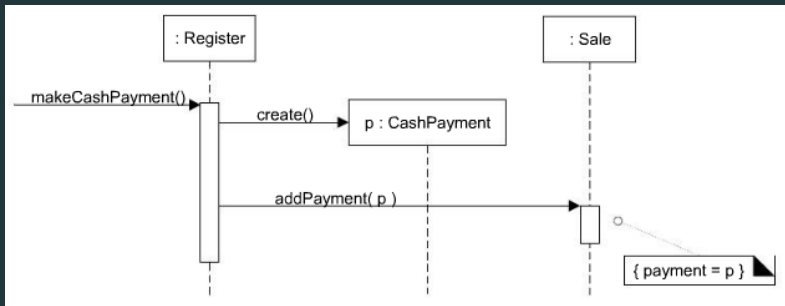 : Register
: Sale
makeCashPayment()
create()
p : CashPayment
addPayment( p )
{ payment = p }